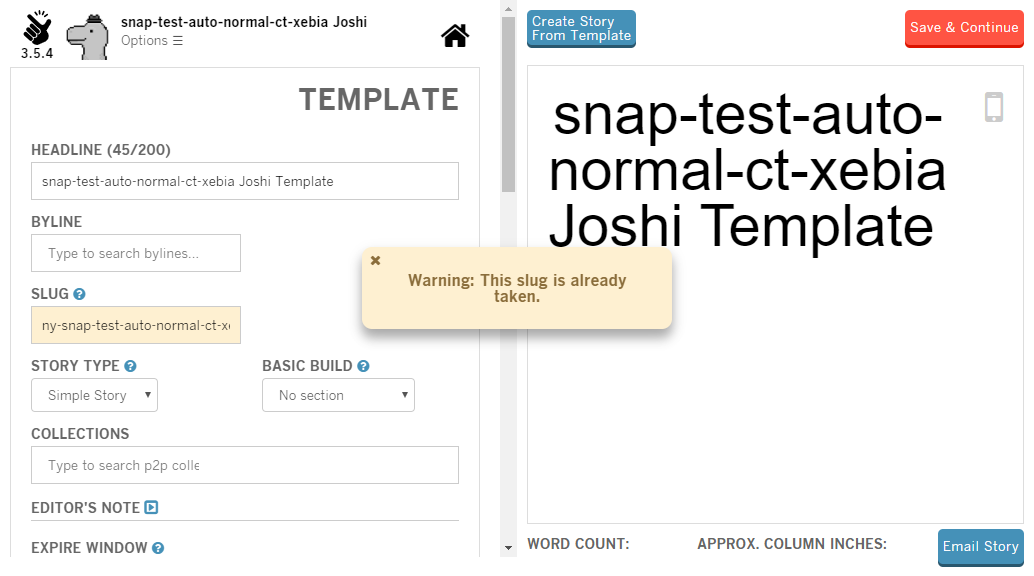 snap-test-auto-normal-ct-xebia Joshi
Options ☰
3.5.4
Create Story
From Template
Save & Continue
TEMPLATE
HEADLINE (45/200)
snap-test-auto-normal-ct-xebia Joshi Template
BYLINE
Type to search bylines...
SLUG
ny-snap-test-auto-normal-ct-x
STORY TYPE
BASIC BUILD
Simple Story
No section
COLLECTIONS
Type to search p2p colle
EDITOR'S NOTE
EXPIRE WINDOW
snap-test-auto-
normal-ct-xebia
Joshi Template
Warning: This slug is already
taken.
WORD COUNT:
APPROX. COLUMN INCHES:
Email Story